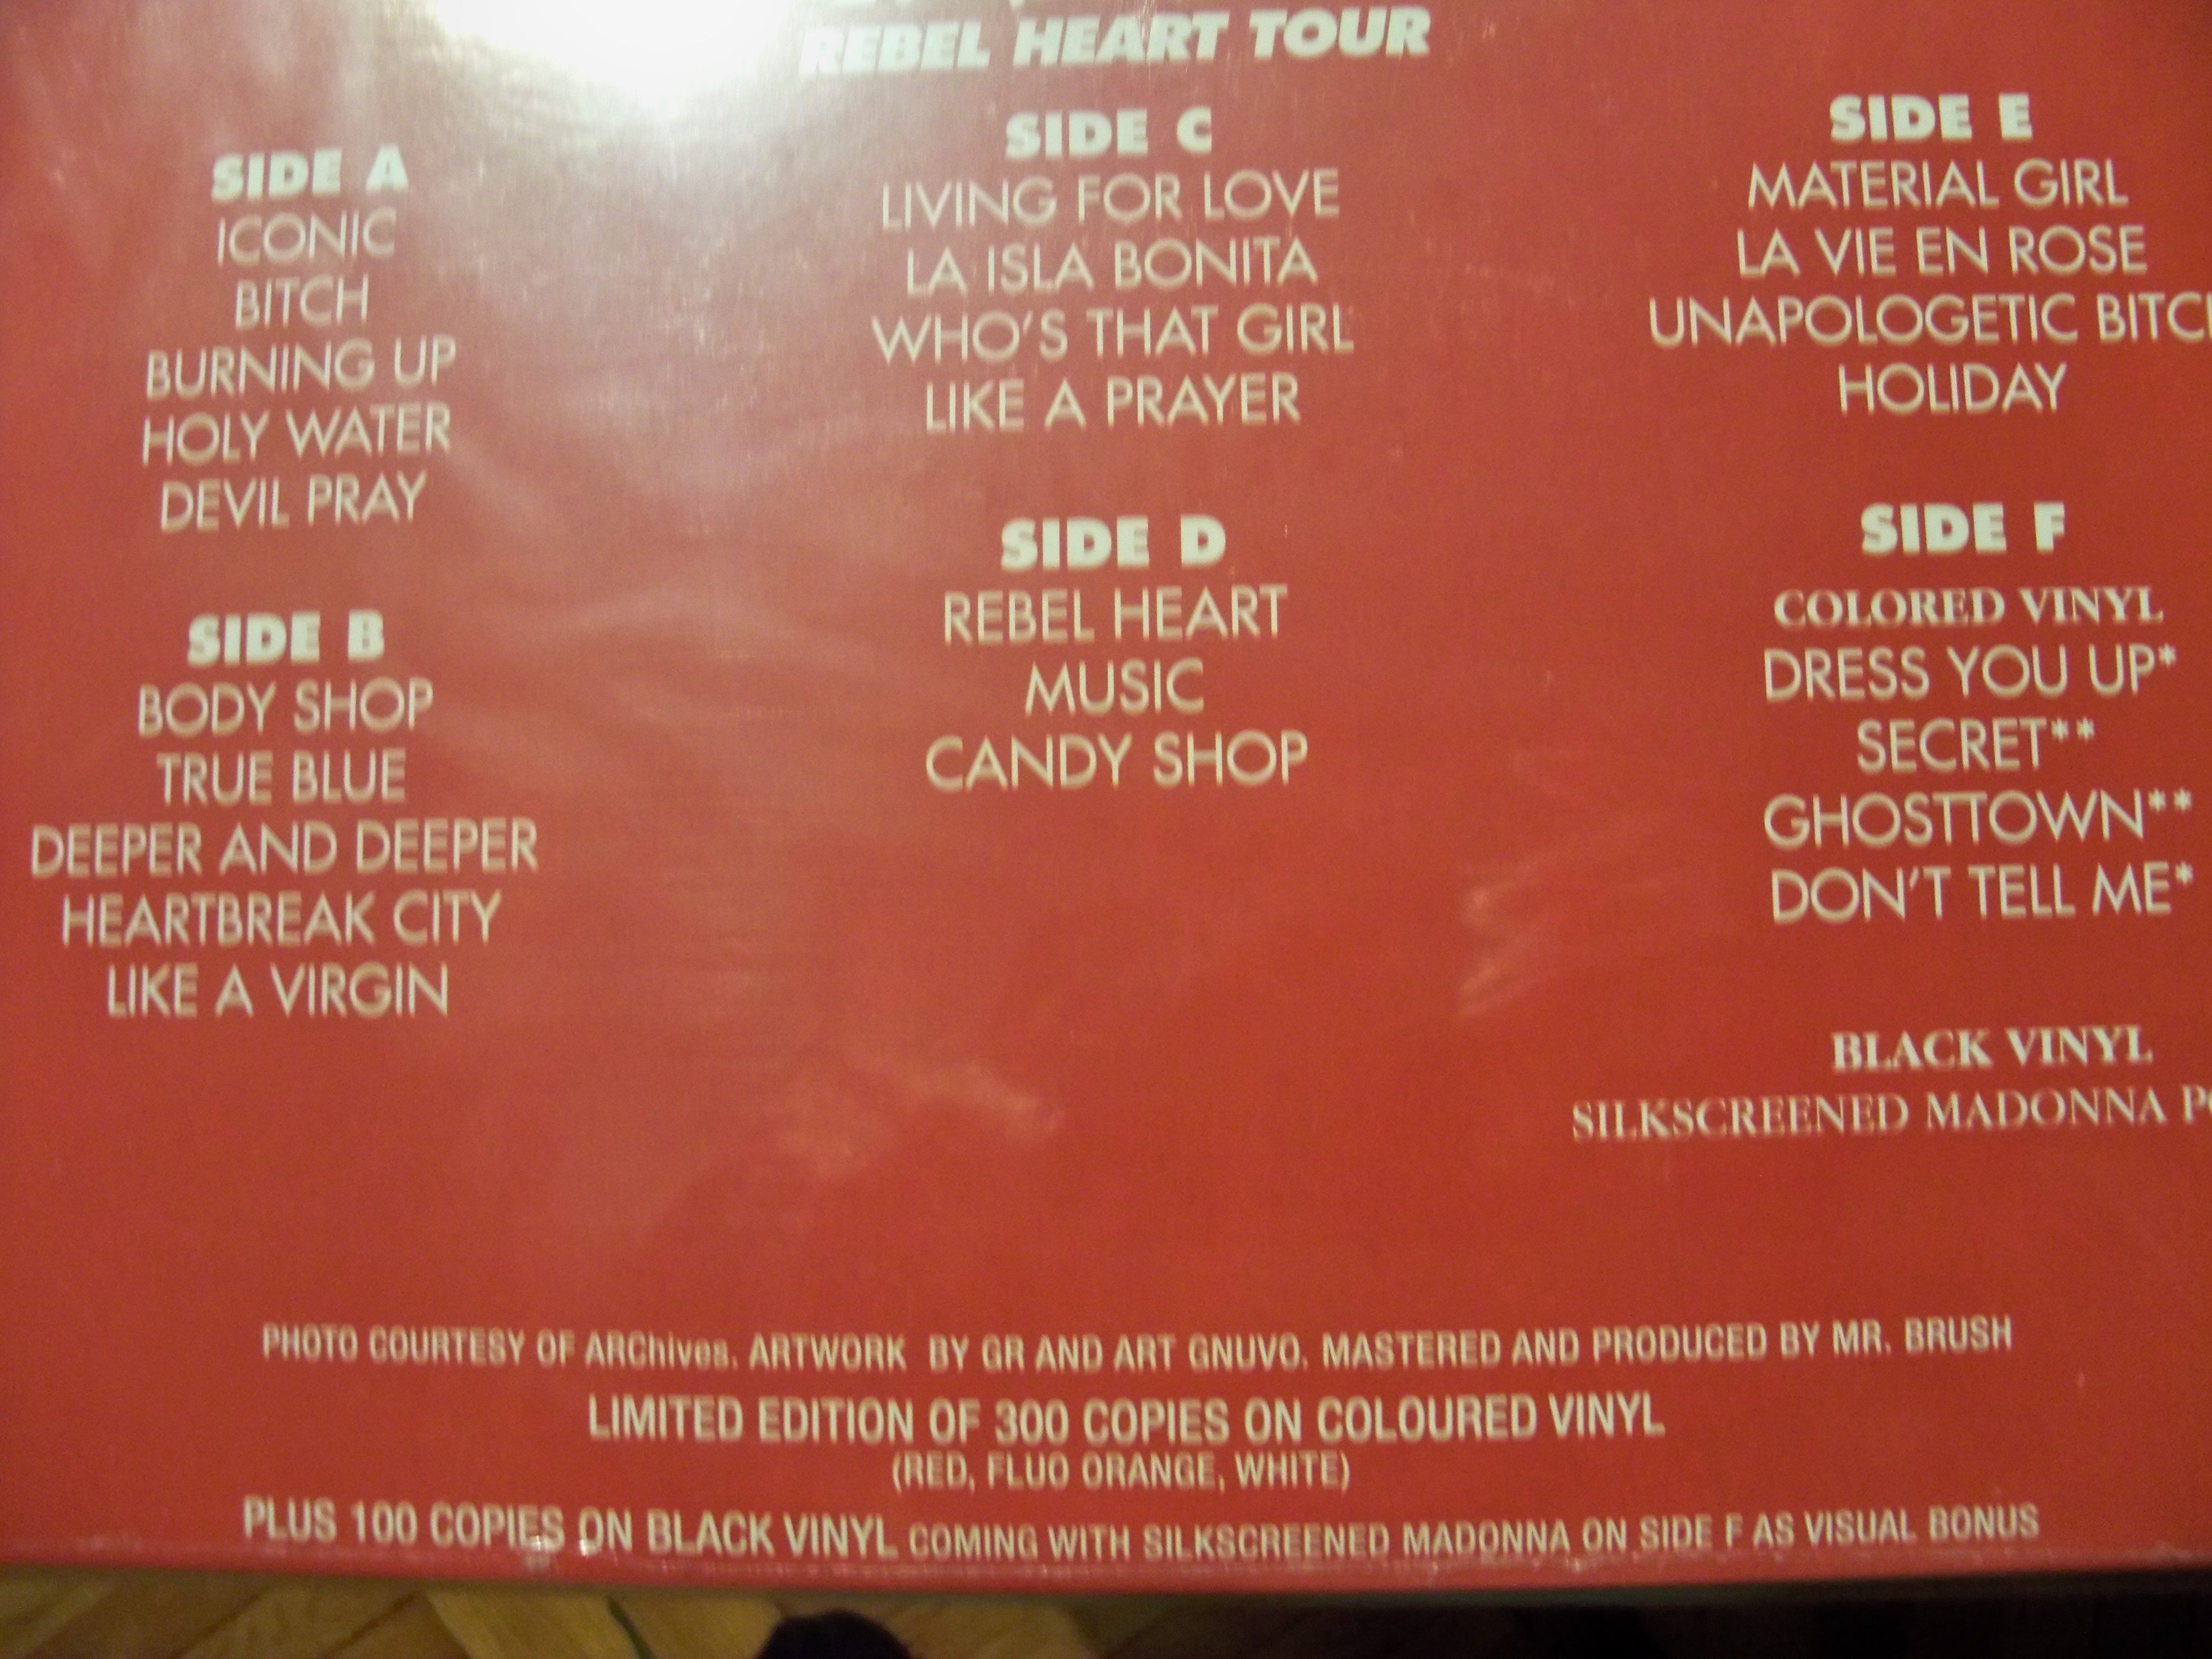 REBEL HEART TOUR
SIDE A
ICONIC
BITCH
BURNING UP
HOLY WATER
DEVIL PRAY
SIDE B
BODY SHOP
TRUE BLUE
DEEPER AND DEEPER
HEARTBREAK CITY
LIKE A VIRGIN
SIDE C
LIVING FOR LOVE
LA ISLA BONITA
WHO'S THAT GIRL
LIKE A PRAYER
SIDE D
REBEL HEART
MUSIC
CANDY SHOP
SIDE E
MATERIAL GIRL
LA VIE EN ROSE
UNAPOLOGETIC
HOLIDAY
SIDE F
COLORED VINYL
DRESS YOU UP*
SECRET**
GHOSTTOWN**
DON'T TELL ME*
BLACK VINYL
SILKSCREENED MADONNA
PHOTO COURTESY OF ARChives. ARTWORK BY GR AND ART GNUVO. MASTERED AND PRODUCED BY MR. BRUSH
LIMITED EDITION OF 300 COPIES ON COLOURED VINYL
(RED, FLUO ORANGE, WHITE)
PLUS 100 COPIES ON BLACK VINYL COMING WITH SILKSCREENED MADONNA ON SIDE F AS VISUAL BONUS